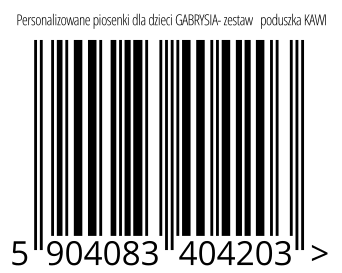 Personalizowane piosenki dla dzieci GABRYSIA- zestaw poduszka KAWI
5 904083 404203 >